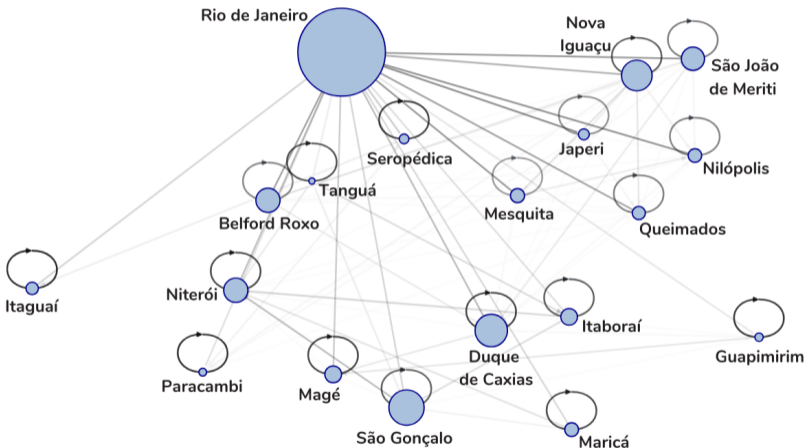 Rio de Janeiro
Nova
Iguaçu
São João
de Meriti
Seropédica
Japeri
Nilópolis
Tanguá
Mesquita
Belford Roxo
Queimados
Itaguaí
Niterói
Itaboraí
Duque
de Caxias
Guapimirim
Paracambi
Magé
São Gonçalo
Maricá